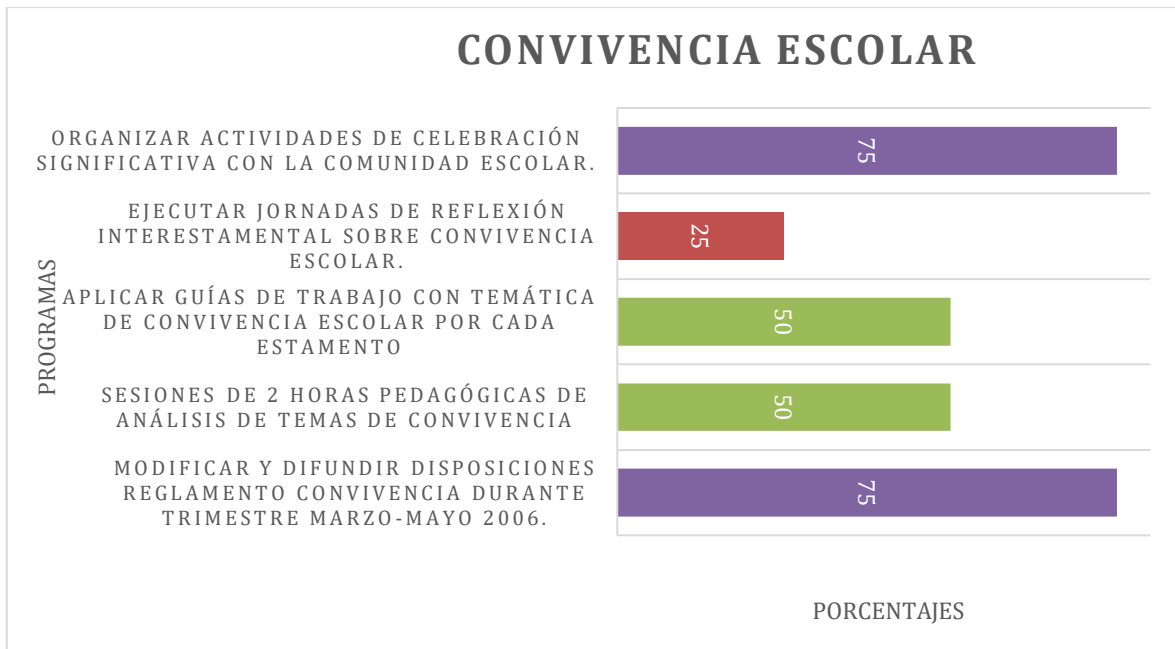 CONVIVENCIA ESCOLAR
ORGANIZAR ACTIVIDADES DE CELEBRACIÓN
SIGNIFICATIVA CON LA COMUNIDAD ESCOLAR.
75
EJECUTAR JORNADAS DE REFLEXIÓN
INTERESTAMENTAL SOBRE CONVIVENCIA
ESCOLAR.
25
APLICAR GUÍAS DE TRABAJO CON TEMÁTICA
DE CONVIVENCIA ESCOLAR POR CADA
ESTAMENTO
50
SESIONES DE 2 HORAS PEDAGÓGICAS DE
ANÁLISIS DE TEMAS DE CONVIVENCIA
50
MODIFICAR Y DIFUNDIR DISPOSICIONES
REGLAMENTO CONVIVENCIA DURANTE
TRIMESTRE MARZO-MAYO 2006.
75
PROGRAMAS
PORCENTAJES